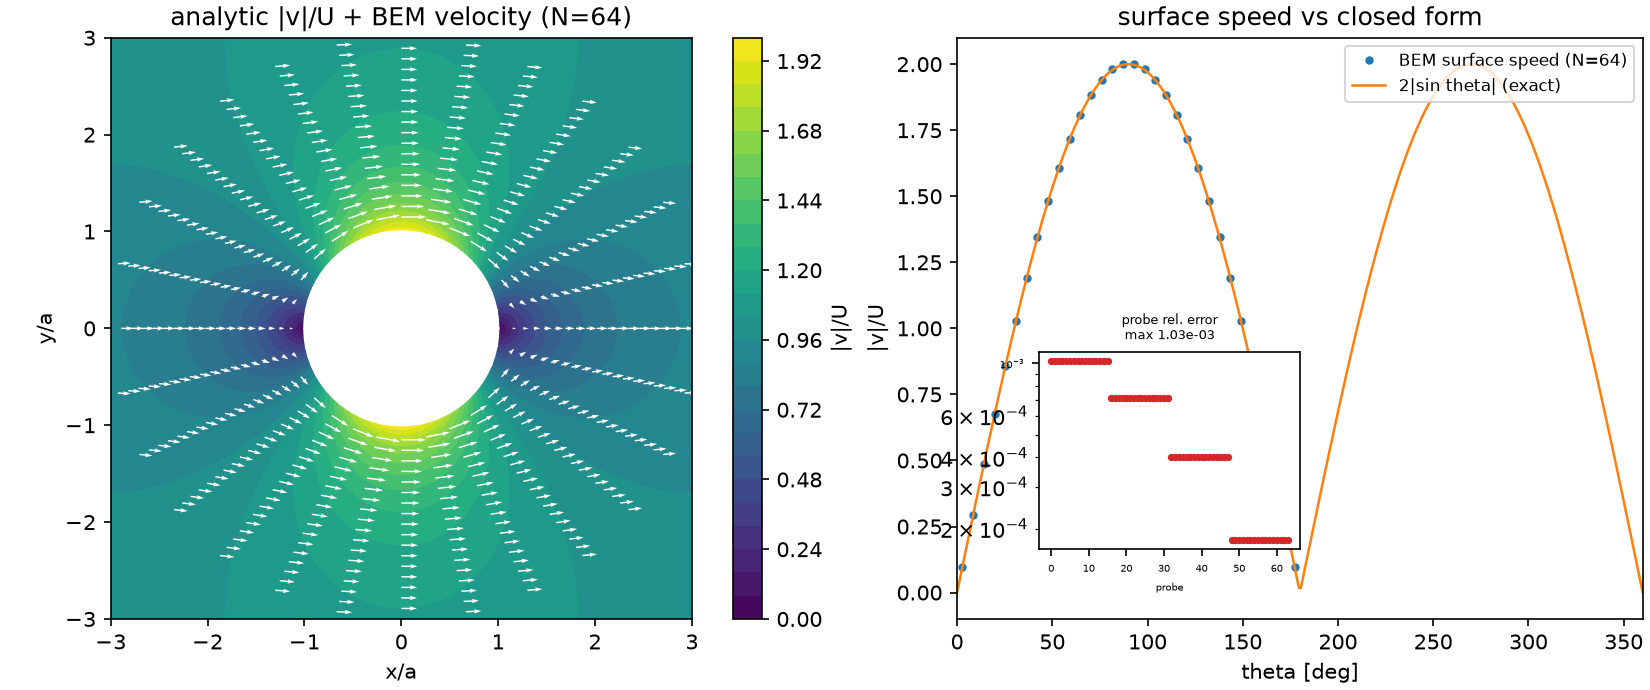 analytic |v|/U + BEM velocity (N=64)
3
2
1
0
−1
−2
−3
y/a
−3 −2 −1 0 1 2 3
x/a
1.92
1.68
1.44
1.20
0.96
0.72
0.48
0.24
0.00
|v|/U
surface speed vs closed form
BEM surface speed (N=64)
2|sin theta| (exact)
2.00
1.75
1.50
1.25
1.00
0.75
0.50
0.25
0.00
|v|/U
0 50 100 150 200 250 300 350
theta [deg]
probe rel. error
max 1.03e-03
10⁻³
6 × 10⁻⁴
4 × 10⁻⁴
3 × 10⁻⁴
2 × 10⁻⁴
0 10 20 30 40 50 60
probe